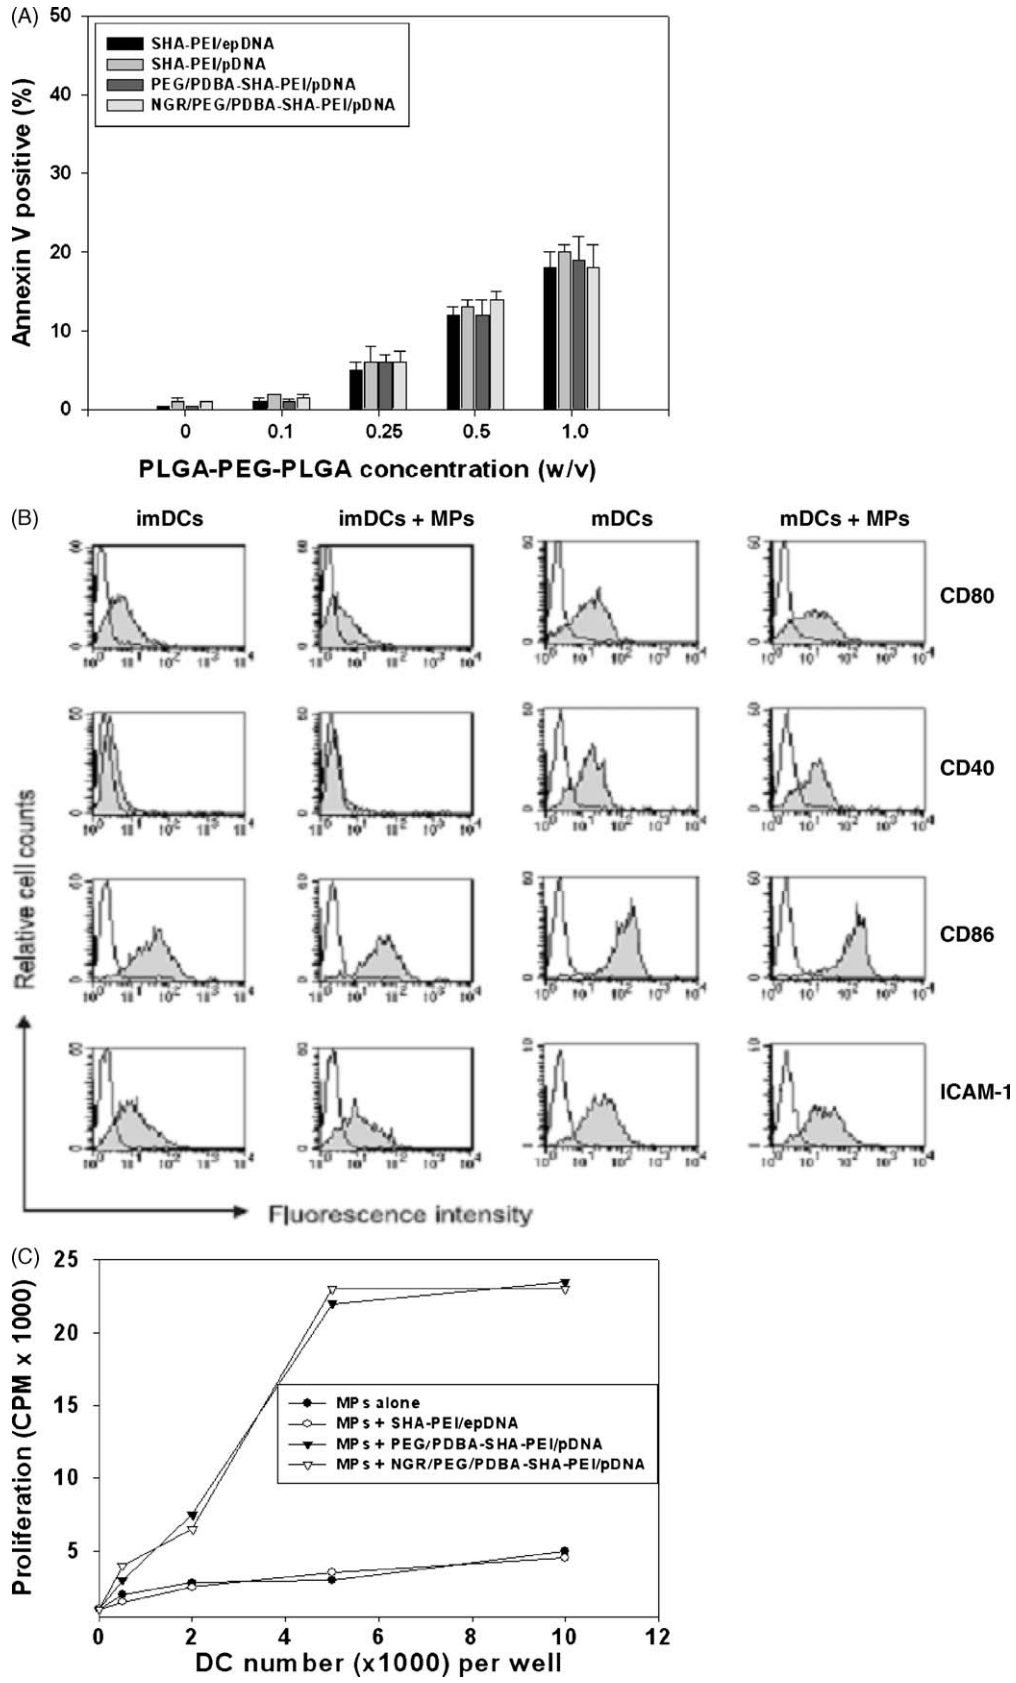 (A)
50
40
30
20
10
0
Annexin V positive (%)
SHA-PEI/epDNA
SHA-PEI/pDNA
PEG/PDBA-SHA-PEI/pDNA
NGR/PEG/PDBA-SHA-PEI/pDNA
0 0.1 0.25 0.5 1.0
PLGA-PEG-PLGA concentration (w/v)
(B)
imDCs imDCs + MPs mDCs mDCs + MPs
CD80
CD40
CD86
ICAM-1
Relative cell counts
Fluorescence intensity
(C)
25
20
15
10
5
Proliferation (CPM x 1000)
MPs alone
MPs + SHA-PEI/epDNA
MPs + PEG/PDBA-SHA-PEI/pDNA
MPs + NGR/PEG/PDBA-SHA-PEI/pDNA
0 2 4 6 8 10 12
DC number (x1000) per well